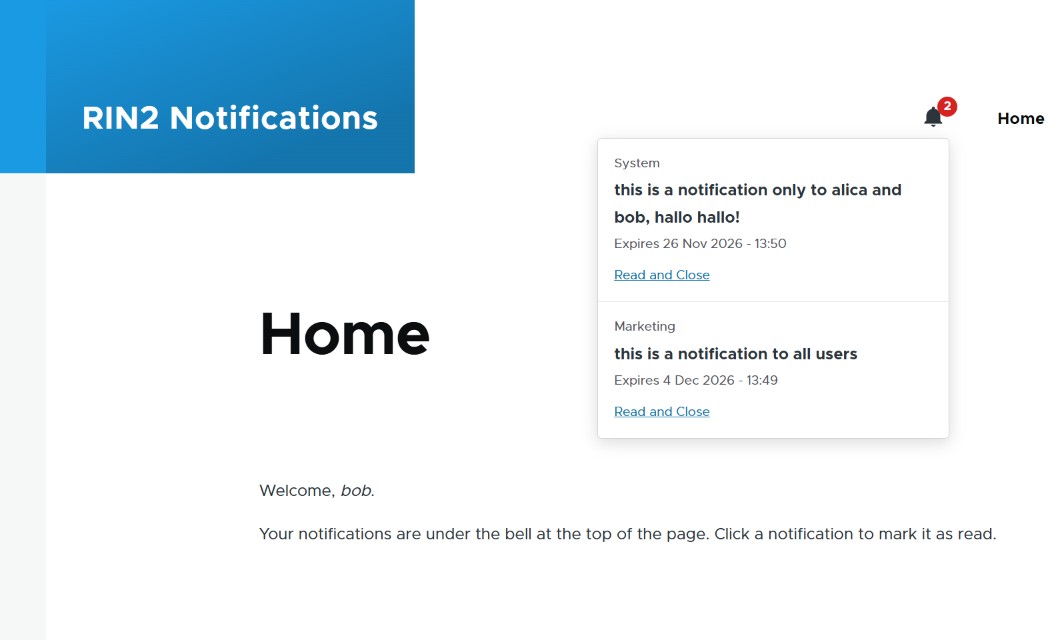 RIN2 Notifications
2
Home
System
this is a notification only to alica and
bob, hallo hallo!
Expires 26 Nov 2026 - 13:50
Read and Close
Marketing
this is a notification to all users
Expires 4 Dec 2026 - 13:49
Read and Close
Home
Welcome, bob.
Your notifications are under the bell at the top of the page. Click a notification to mark it as read.